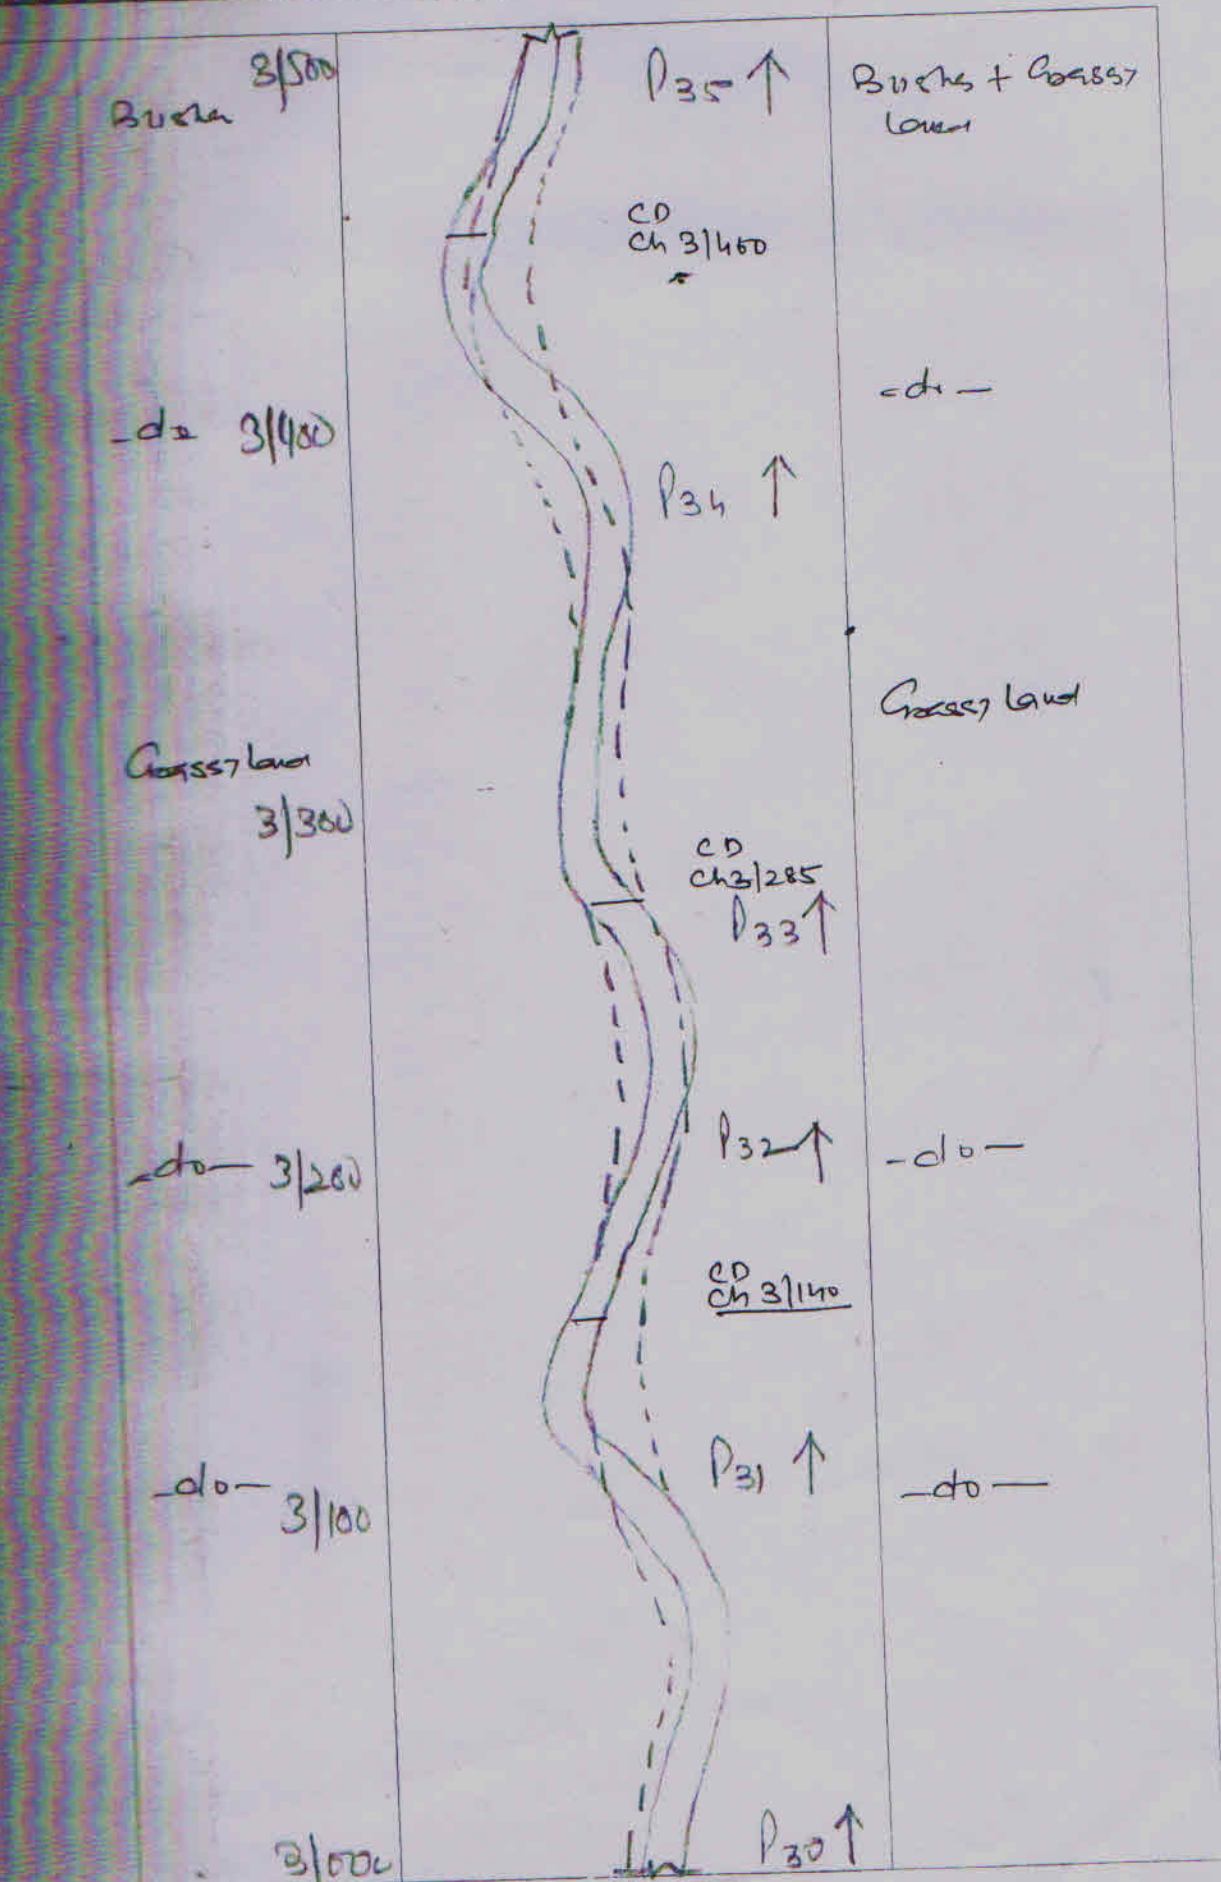 3/500
P35 ↑
Bushes + Grassy
Land
Bushes
CD
Ch 3/460
-do-
3/400
-do-
P34 ↑
Grassy Land
Grassy Land
3/300
CD
Ch 3/285
P33 ↑
P32 ↑
-do-
3/200
-do-
CD
Ch 3/140
P31 ↑
-do-
3/100
-do-
P30 ↑
3/000